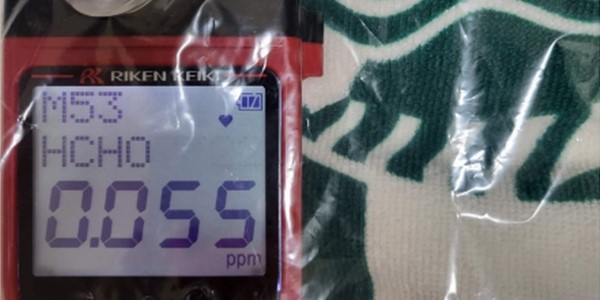 RIKEN KEIKI
M53
HCHO
0.055
ppm